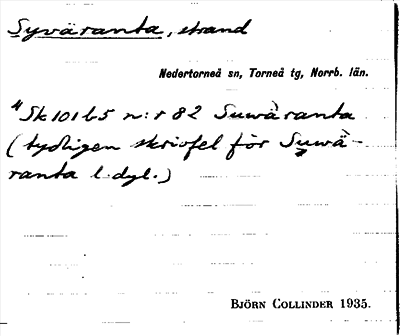 Syväranta, strand
Nedertorneå sn, Torneå tg, Norrb. län.
" Sk 101 b5 n:r 82 Suwäranta
(tydligen skrivfel för Suwä-
ranta l. dyl.)
BJÖRN COLLINDER 1935.